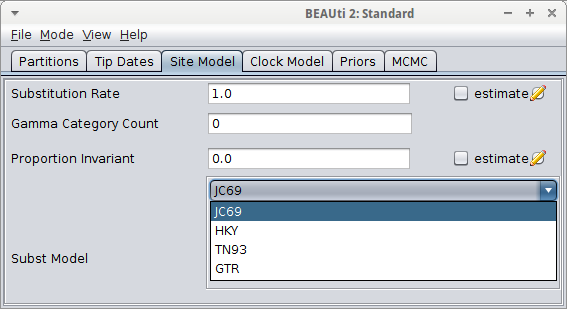 BEAUti 2: Standard
File Mode View Help
Partitions Tip Dates Site Model Clock Model Priors MCMC
Substitution Rate 1.0 estimate
Gamma Category Count 0
Proportion Invariant 0.0 estimate
JC69
JC69
HKY
TN93
Subst Model
GTR